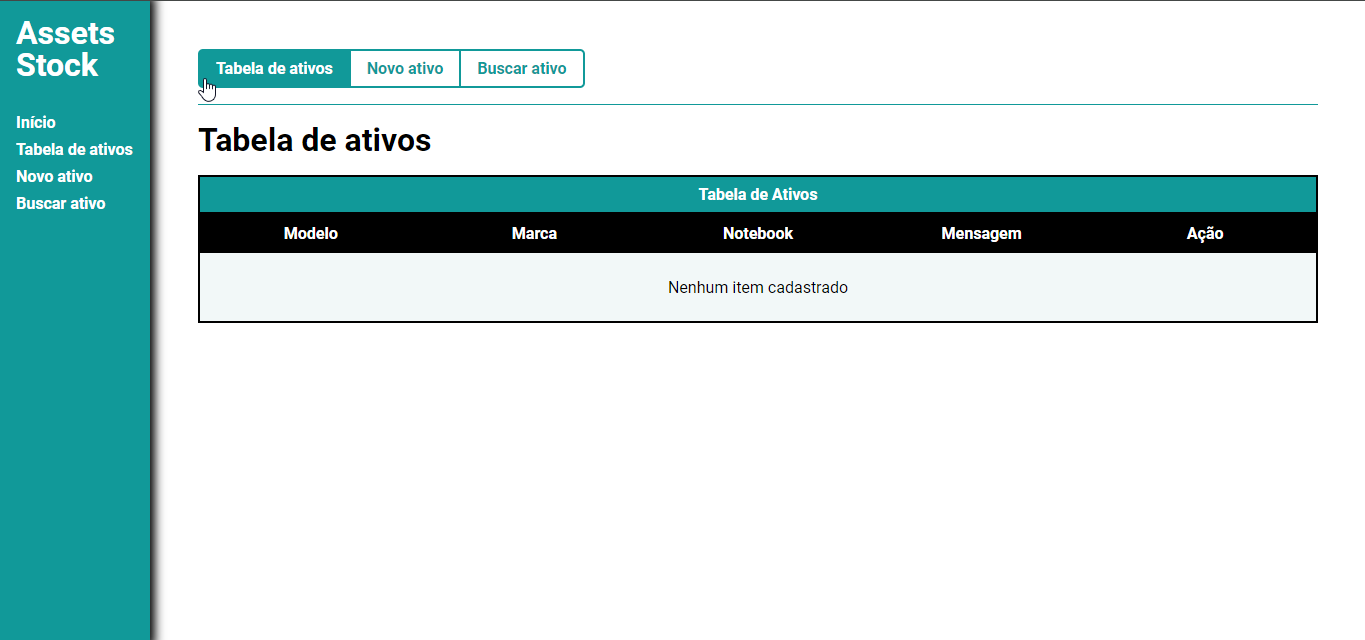 Assets
Stock
Início
Tabela de ativos
Novo ativo
Buscar ativo
Tabela de ativos Novo ativo Buscar ativo
Tabela de ativos
Tabela de Ativos
Modelo Marca Notebook Mensagem Ação
Nenhum item cadastrado